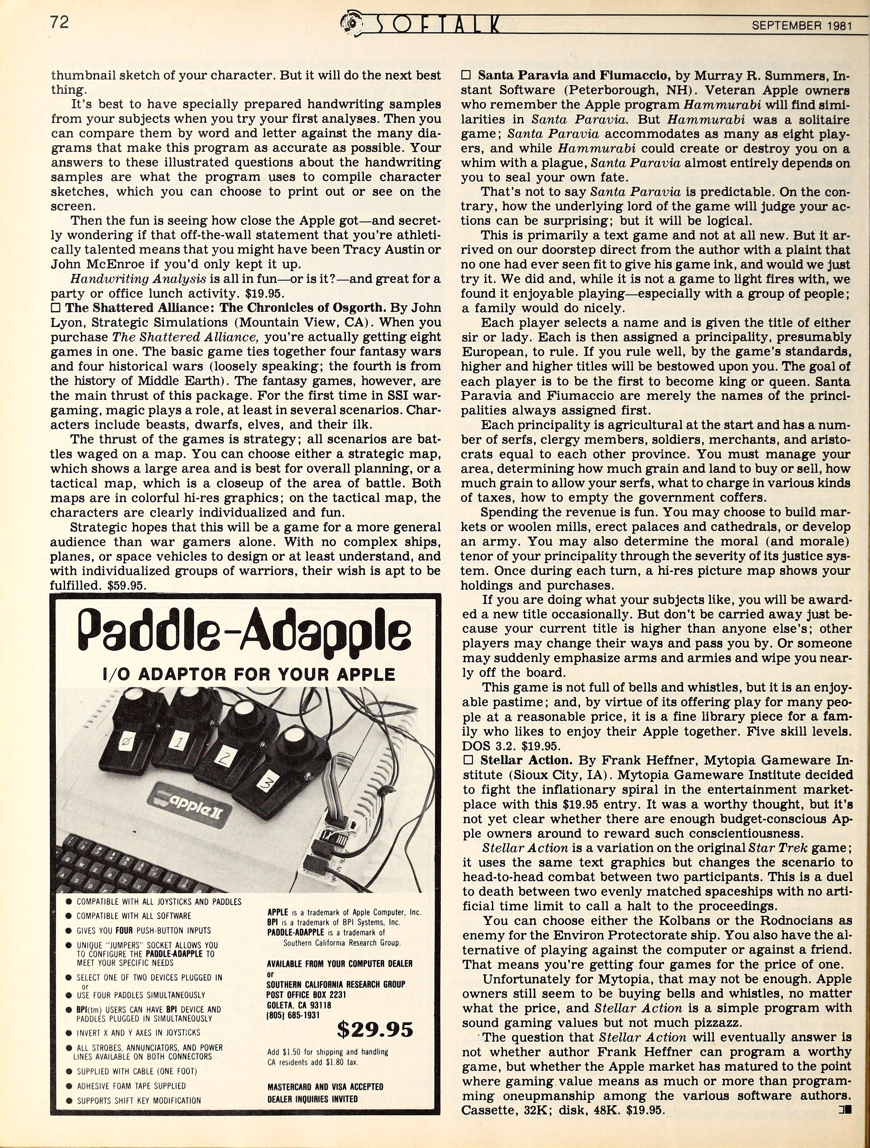 72
SOFTALK
SEPTEMBER 1981
thumbnail sketch of your character. But it will do the next best
thing.
It's best to have specially prepared handwriting samples
from your subjects when you try your first analyses. Then you
can compare them by word and letter against the many dia-
grams that make this program as accurate as possible. Your
answers to these illustrated questions about the handwriting
samples are what the program uses to compile character
sketches, which you can choose to print out or see on the
screen.
Then the fun is seeing how close the Apple got—and secret-
ly wondering if that off-the-wall statement that you're athleti-
cally talented means that you might have been Tracy Austin or
John McEnroe if you'd only kept it up.
Handwriting Analysis is all in fun—or is it?—and great for a
party or office lunch activity. $19.95.
□ The Shattered Alliance: The Chronicles of Osgorth. By John
Lyon, Strategic Simulations (Mountain View, CA). When you
purchase The Shattered Alliance, you're actually getting eight
games in one. The basic game ties together four fantasy wars
and four historical wars (loosely speaking; the fourth is from
the history of Middle Earth). The fantasy games, however, are
the main thrust of this package. For the first time in SSI war-
gaming, magic plays a role, at least in several scenarios. Char-
acters include beasts, dwarfs, elves, and their ilk.
The thrust of the games is strategy; all scenarios are bat-
tles waged on a map. You can choose either a strategic map,
which shows a large area and is best for overall planning, or a
tactical map, which is a closeup of the area of battle. Both
maps are in colorful hi-res graphics; on the tactical map, the
characters are clearly individualized and fun.
Strategic hopes that this will be a game for a more general
audience than war gamers alone. With no complex ships,
planes, or space vehicles to design or at least understand, and
with individualized groups of warriors, their wish is apt to be
fulfilled. $59.95.
Paddle-Adapple
I/O ADAPTOR FOR YOUR APPLE
0
1
2
3
apple II
● COMPATIBLE WITH ALL JOYSTICKS AND PADDLES
● COMPATIBLE WITH ALL SOFTWARE
● GIVES YOU FOUR PUSH-BUTTON INPUTS
● UNIQUE "JUMPERS" SOCKET ALLOWS YOU
TO CONFIGURE THE PADDLE-ADAPPLE TO
MEET YOUR SPECIFIC NEEDS
● SELECT ONE OF TWO DEVICES PLUGGED IN
or
● USE FOUR PADDLES SIMULTANEOUSLY
● BPI(tm) USERS CAN HAVE BPI DEVICE AND
PADDLES PLUGGED IN SIMULTANEOUSLY
● INVERT X AND Y AXES IN JOYSTICKS
● ALL STROBES, ANNUNCIATORS, AND POWER
LINES AVAILABLE ON BOTH CONNECTORS
● SUPPLIED WITH CABLE (ONE FOOT)
● ADHESIVE FOAM TAPE SUPPLIED
● SUPPORTS SHIFT KEY MODIFICATION
APPLE is a trademark of Apple Computer, Inc.
BPI is a trademark of BPI Systems, Inc.
PADDLE-ADAPPLE is a trademark of
Southern California Research Group.
AVAILABLE FROM YOUR COMPUTER DEALER
or
SOUTHERN CALIFORNIA RESEARCH GROUP
POST OFFICE BOX 2231
GOLETA, CA 93118
(805) 685-1931
$29.95
Add $1.50 for shipping and handling
CA residents add $1.80 tax.
MASTERCARD AND VISA ACCEPTED
DEALER INQUIRIES INVITED
□ Santa Paravia and Fiumaccio, by Murray R. Summers, In-
stant Software (Peterborough, NH). Veteran Apple owners
who remember the Apple program Hammurabi will find simi-
larities in Santa Paravia. But Hammurabi was a solitaire
game; Santa Paravia accommodates as many as eight play-
ers, and while Hammurabi could create or destroy you on a
whim with a plague, Santa Paravia almost entirely depends on
you to seal your own fate.
That's not to say Santa Paravia is predictable. On the con-
trary, how the underlying lord of the game will judge your ac-
tions can be surprising; but it will be logical.
This is primarily a text game and not at all new. But it ar-
rived on our doorstep direct from the author with a plaint that
no one had ever seen fit to give his game ink, and would we just
try it. We did and, while it is not a game to light fires with, we
found it enjoyable playing—especially with a group of people;
a family would do nicely.
Each player selects a name and is given the title of either
sir or lady. Each is then assigned a principality, presumably
European, to rule. If you rule well, by the game's standards,
higher and higher titles will be bestowed upon you. The goal of
each player is to be the first to become king or queen. Santa
Paravia and Fiumaccio are merely the names of the princi-
palities always assigned first.
Each principality is agricultural at the start and has a num-
ber of serfs, clergy members, soldiers, merchants, and aristo-
crats equal to each other province. You must manage your
area, determining how much grain and land to buy or sell, how
much grain to allow your serfs, what to charge in various kinds
of taxes, how to empty the government coffers.
Spending the revenue is fun. You may choose to build mar-
kets or woolen mills, erect palaces and cathedrals, or develop
an army. You may also determine the moral (and morale)
tenor of your principality through the severity of its justice sys-
tem. Once during each turn, a hi-res picture map shows your
holdings and purchases.
If you are doing what your subjects like, you will be award-
ed a new title occasionally. But don't be carried away just be-
cause your current title is higher than anyone else's; other
players may change their ways and pass you by. Or someone
may suddenly emphasize arms and armies and wipe you near-
ly off the board.
This game is not full of bells and whistles, but it is an enjoy-
able pastime; and, by virtue of its offering play for many peo-
ple at a reasonable price, it is a fine library piece for a fam-
ily who likes to enjoy their Apple together. Five skill levels.
DOS 3.2. $19.95.
□ Stellar Action. By Frank Heffner, Mytopia Gameware In-
stitute (Sioux City, IA). Mytopia Gameware Institute decided
to fight the inflationary spiral in the entertainment market-
place with this $19.95 entry. It was a worthy thought, but it's
not yet clear whether there are enough budget-conscious Ap-
ple owners around to reward such conscientiousness.
Stellar Action is a variation on the original Star Trek game;
it uses the same text graphics but changes the scenario to
head-to-head combat between two participants. This is a duel
to death between two evenly matched spaceships with no arti-
ficial time limit to call a halt to the proceedings.
You can choose either the Kolbans or the Rodnocians as
enemy for the Environ Protectorate ship. You also have the al-
ternative of playing against the computer or against a friend.
That means you're getting four games for the price of one.
Unfortunately for Mytopia, that may not be enough. Apple
owners still seem to be buying bells and whistles, no matter
what the price, and Stellar Action is a simple program with
sound gaming values but not much pizzazz.
The question that Stellar Action will eventually answer is
not whether author Frank Heffner can program a worthy
game, but whether the Apple market has matured to the point
where gaming value means as much or more than program-
ming oneupmanship among the various software authors.
Cassette, 32K; disk, 48K. $19.95.